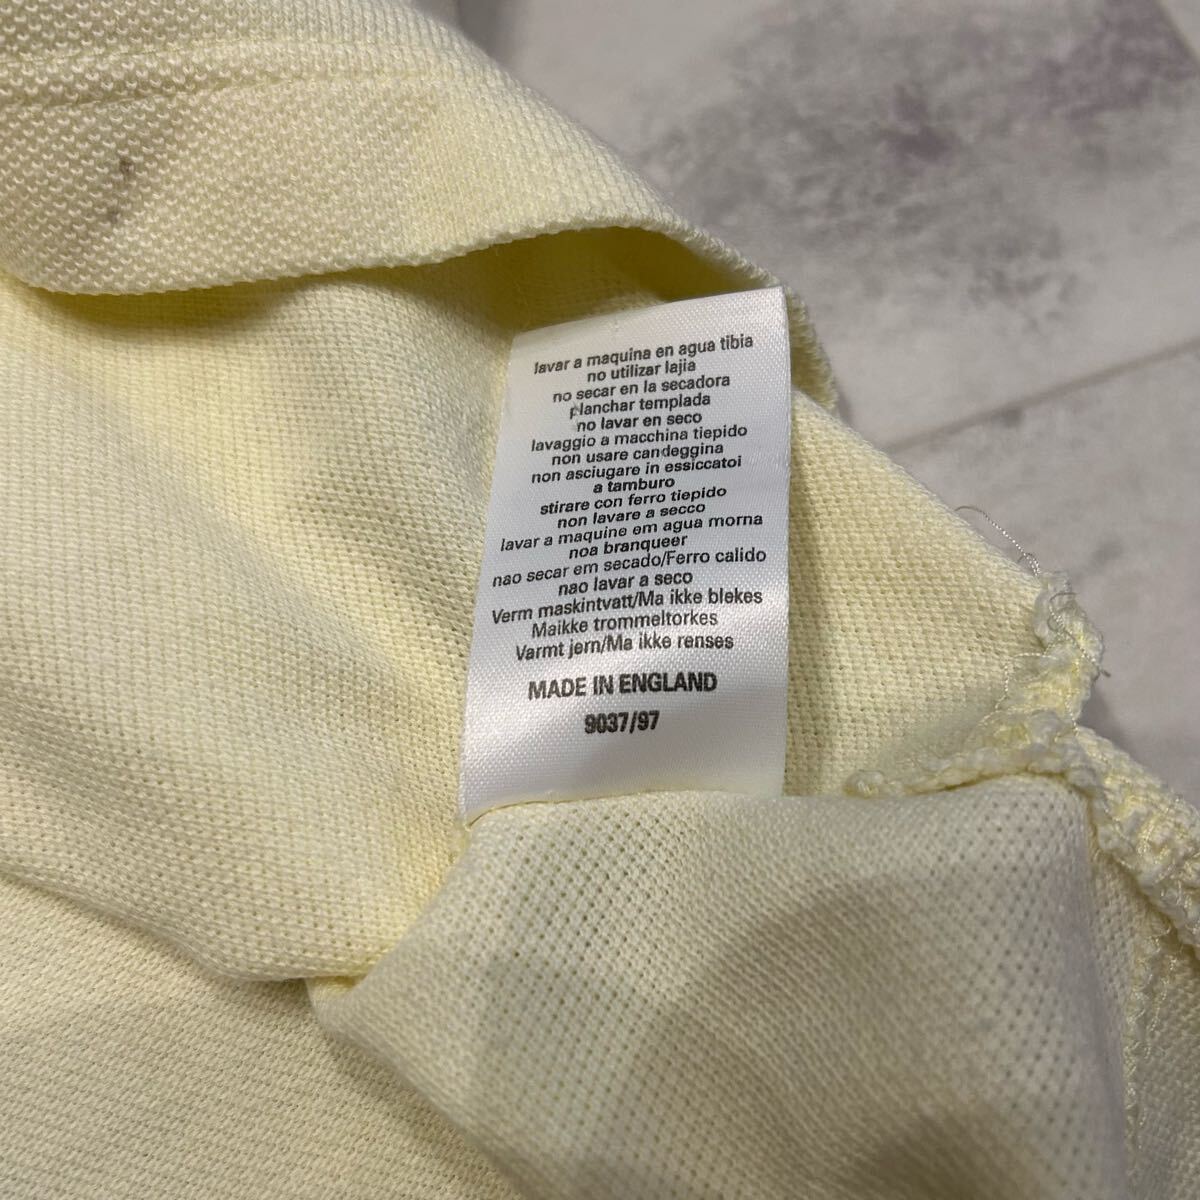 lavar a maquina en agua tibia
no utilizar lajia
no secar en la secadora
planchar templada
no lavar en seco
lavaggio a macchina tiepido
non usare candeggina
non asciugare in essiccatoi
a tamburo
stirare con ferro tiepido
non lavare a secco
lavar a maquine em agua morna
noa branqueer
nao secar em secado/Ferro calido
nao lavar a seco
Verm maskintvatt/Ma ikke blekes
Maikke trommeltorkes
Varmt jern/Ma ikke renses
MADE IN ENGLAND
9037/97